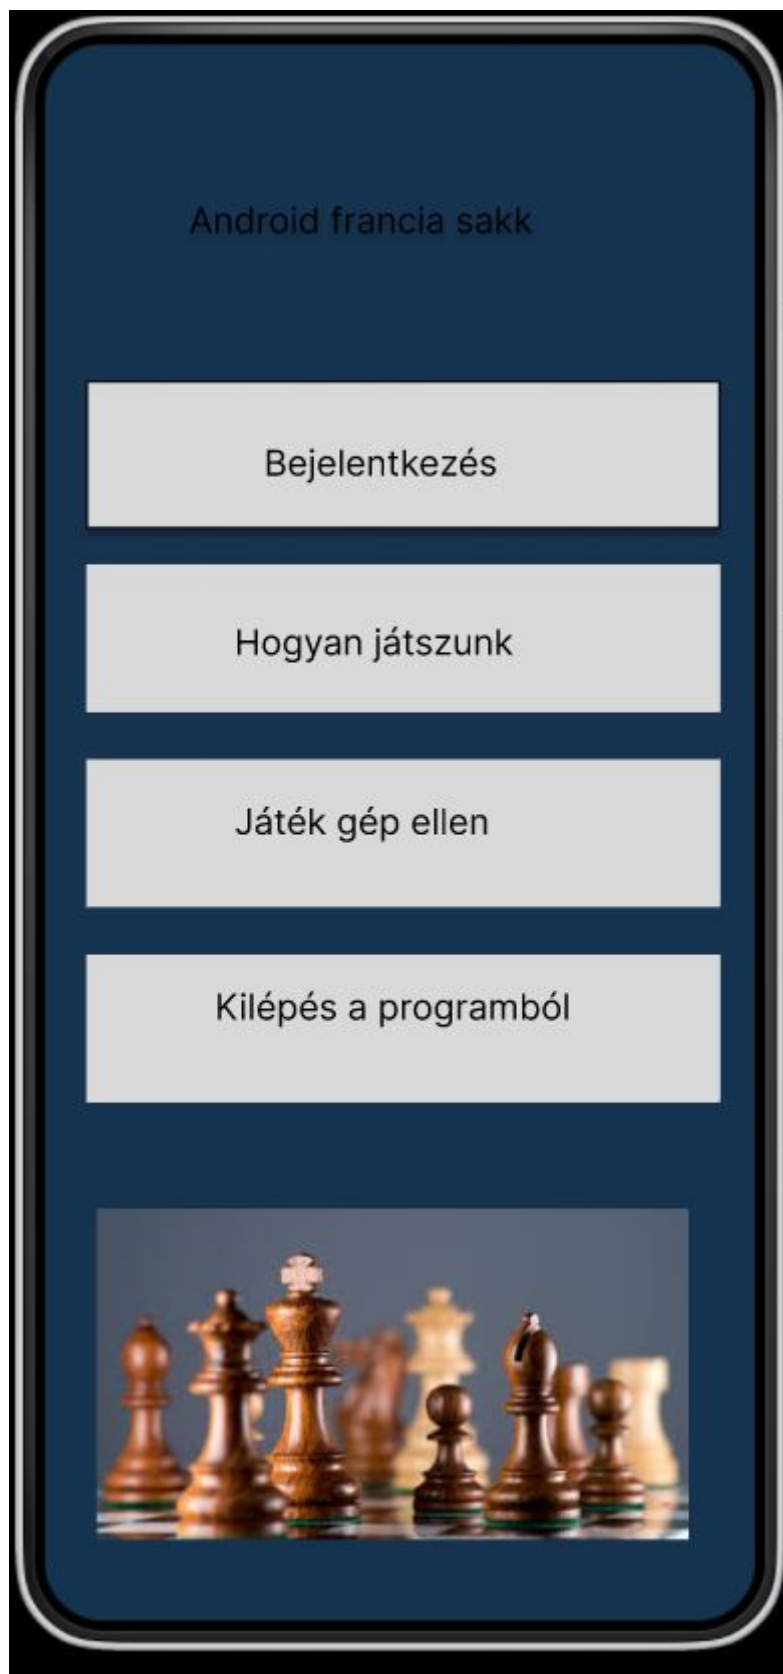 Android francia sakk
Bejelentkezés
Hogyan játszunk
Játék gép ellen
Kilépés a programból